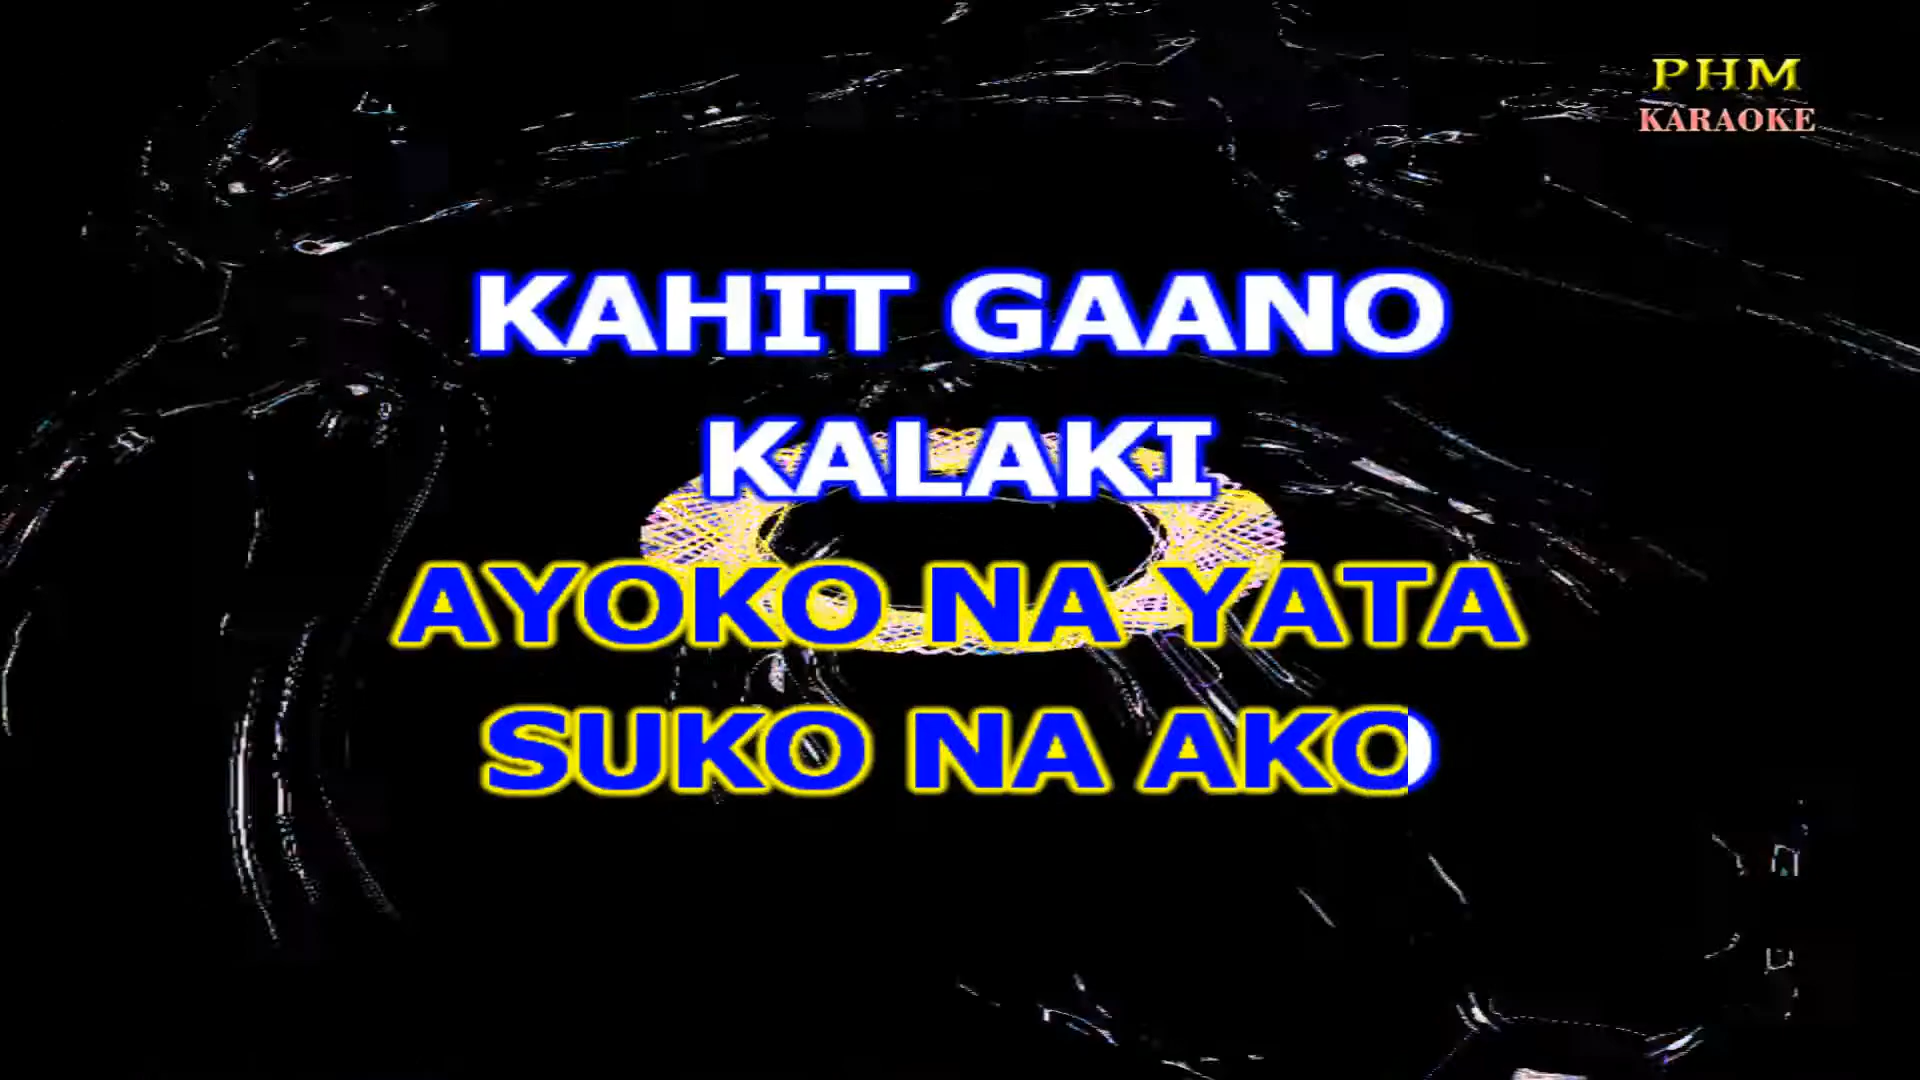 PHM
KARAOKE
KAHIT GAANO
KALAKI
AYOKO NA YATA
SUKO NA AKO